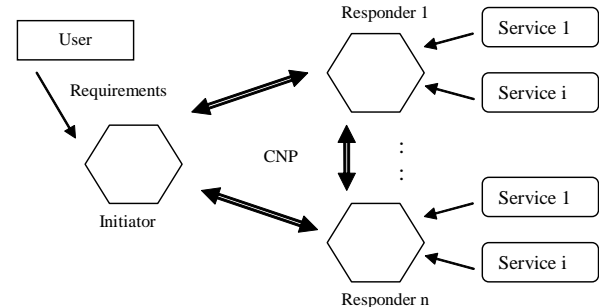 Responder 1
User
Service 1
Requirements
Service i
CNP
:
:
Initiator
Service 1
Service i
Responder n